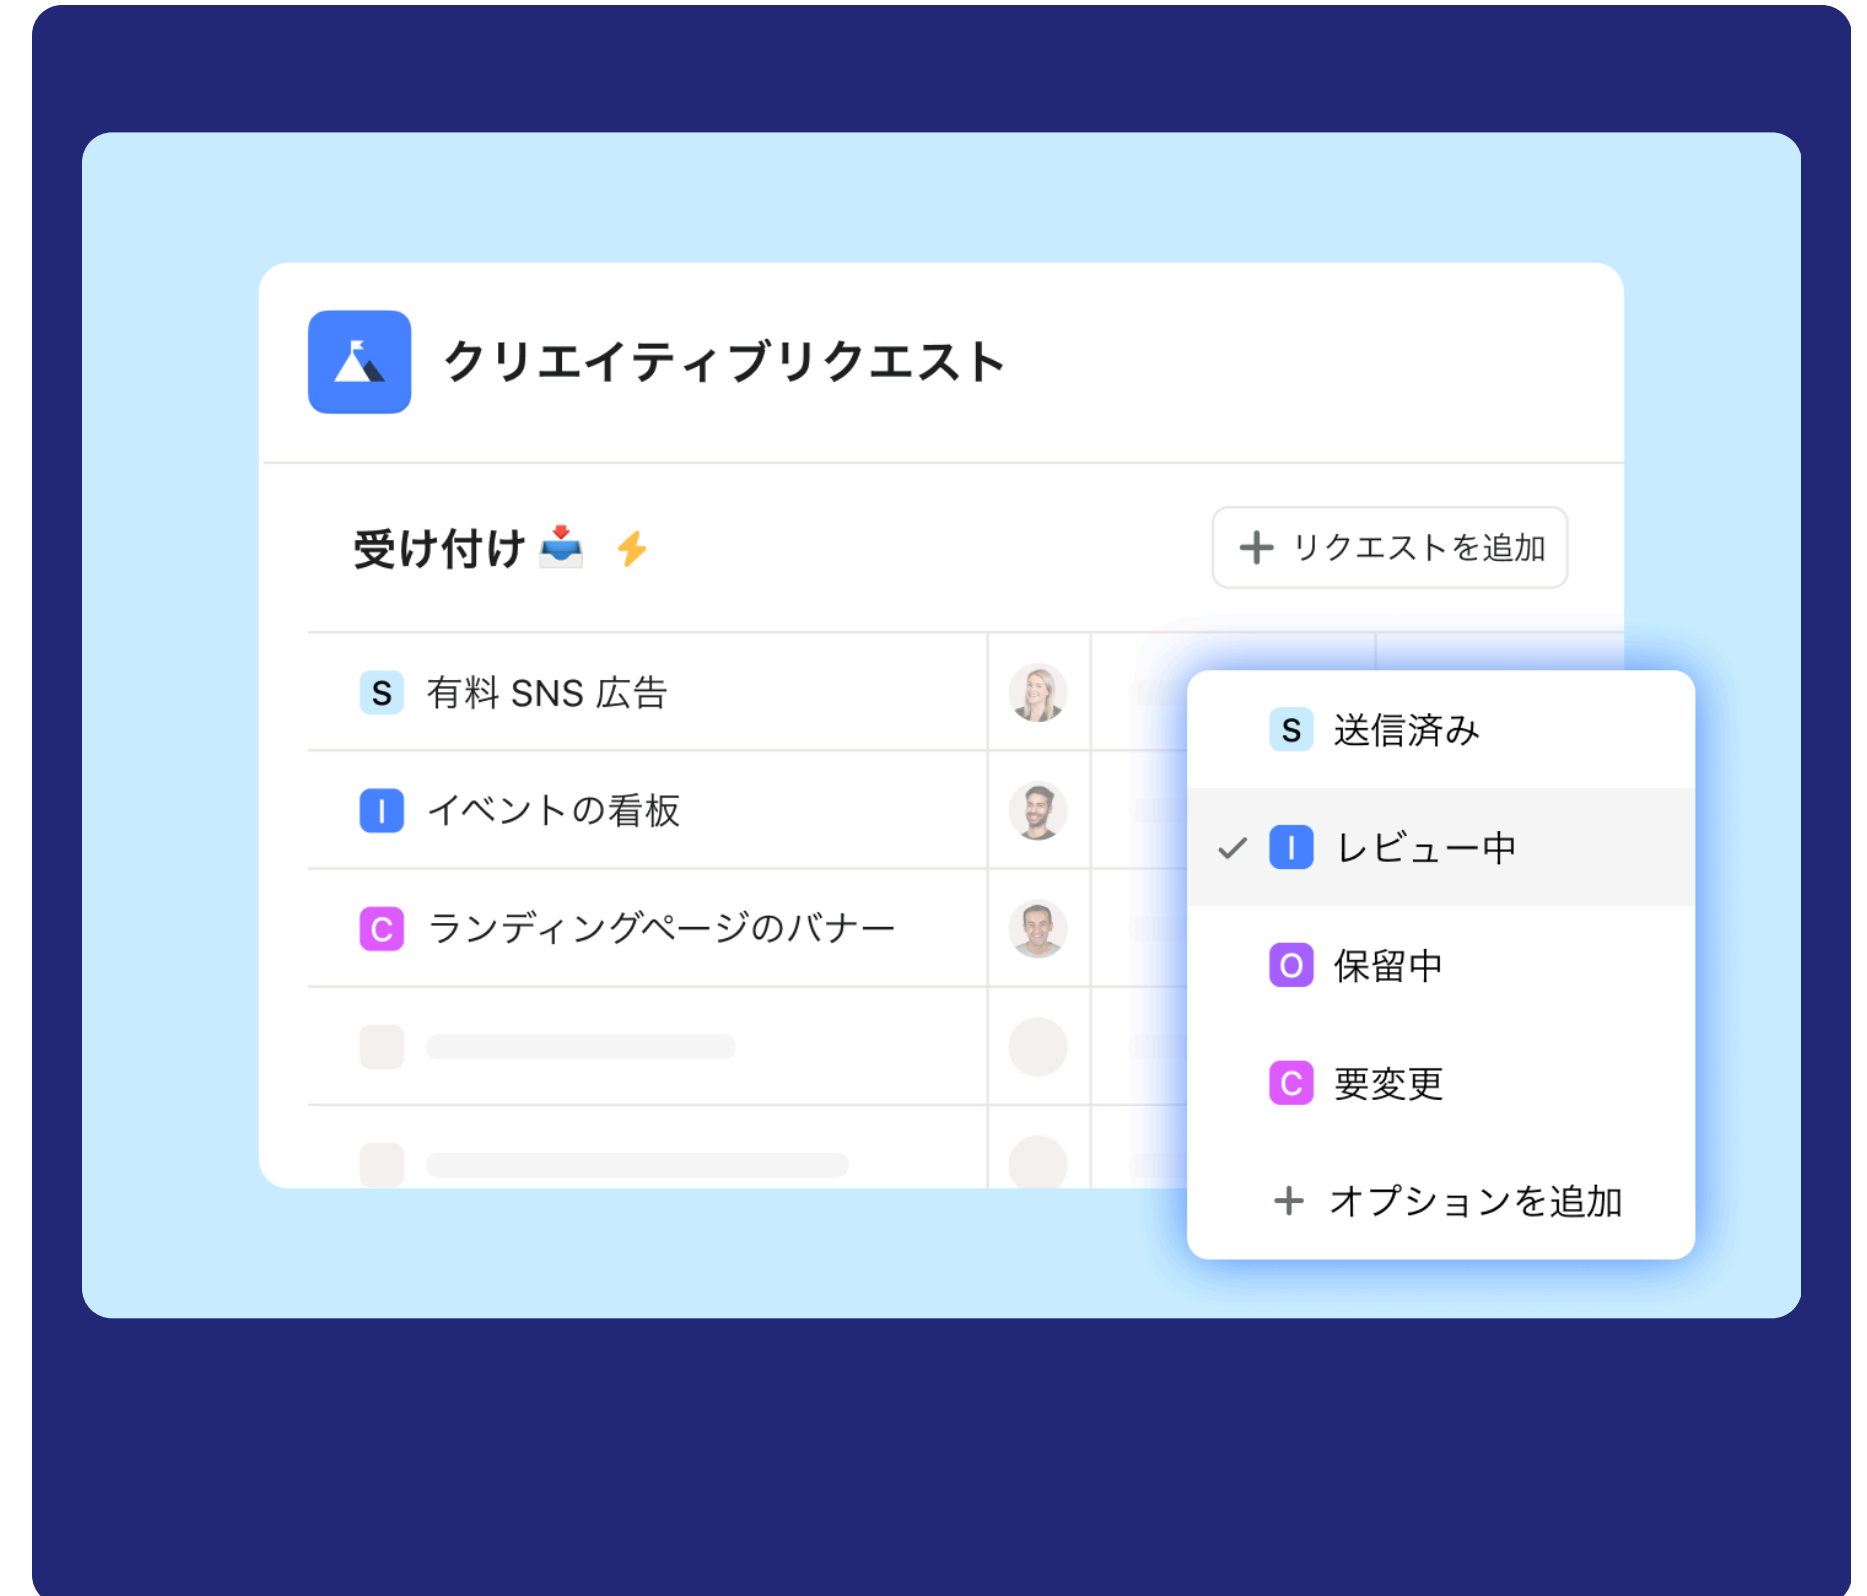 クリエイティブリクエスト
受け付け 📥 ⚡
リクエストを追加
S 有料 SNS 広告
I イベントの看板
C ランディングページのバナー
S 送信済み
I レビュー中
O 保留中
C 要変更
オプションを追加